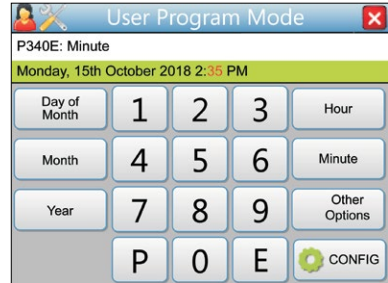 User Program Mode
P340E: Minute
Monday, 15th October 2018 2:35 PM
Day of
Month
1
2
3
Hour
Month
4
5
6
Minute
Year
7
8
9
Other
Options
P
0
E
CONFIG